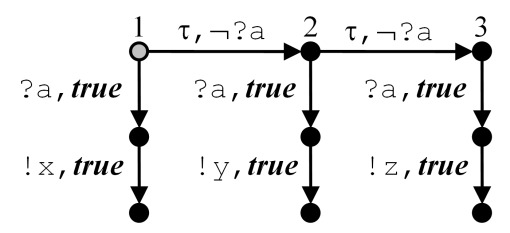 1 τ,¬?a 2 τ,¬?a 3
?a,true ?a,true ?a,true
!x,true !y,true !z,true